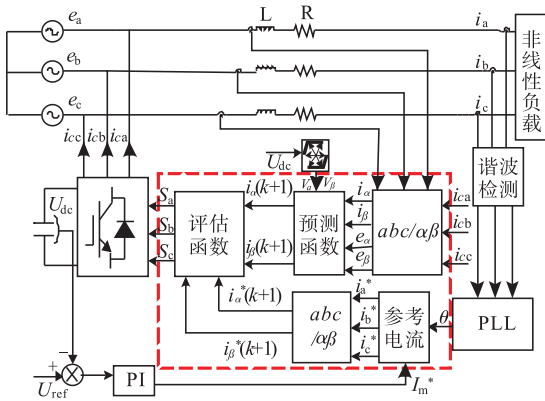 L R
e_a i_a
e_b i_b
e_c i_c
非线性负载
i_cc i_cb i_ca
U_dc
V_α V_β
谐波检测
U_dc
S_a
S_b
S_c
评估函数
i_α(k+1)
i_β(k+1)
预测函数
i_α
i_β
e_α
e_β
abc/αβ
i_ca
i_cb
i_cc
i_α*(k+1)
i_β*(k+1)
abc/αβ
i_a*
i_b*
i_c*
参考电流
θ
PLL
−
+
U_ref
PI
I_m*